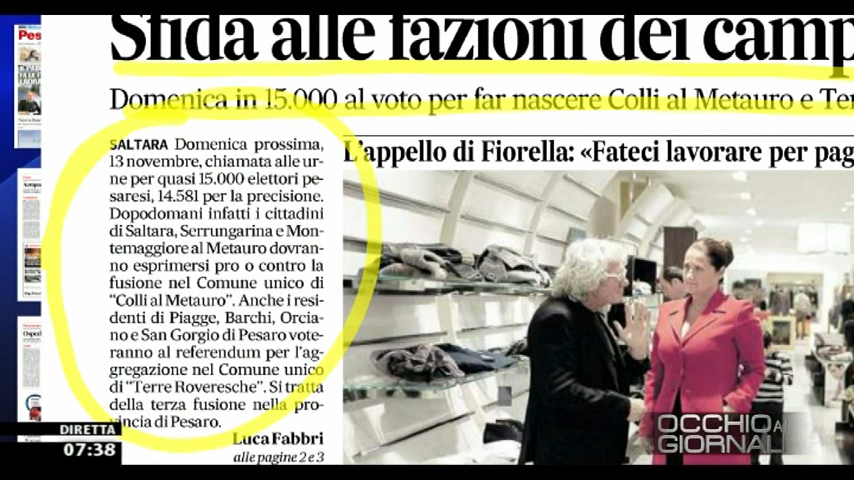 Pes
Sfida alle fazioni dei camp
Domenica in 15.000 al voto per far nascere Colli al Metauro e Ter
SALTARA Domenica prossima,
13 novembre, chiamata alle ur-
ne per quasi 15.000 elettori pe-
saresi, 14.581 per la precisione.
Dopodomani infatti i cittadini
di Saltara, Serrungarina e Mon-
temaggiore al Metauro dovran-
no esprimersi pro o contro la
fusione nel Comune unico di
“Colli al Metauro”. Anche i resi-
denti di Piagge, Barchi, Orcia-
no e San Gorgio di Pesaro vote-
ranno al referendum per l'ag-
gregazione nel Comune unico
di “Terre Roveresche”. Si tratta
della terza fusione nella pro-
vincia di Pesaro.
Luca Fabbri
alle pagine 2 e 3
L'appello di Fiorella: «Fateci lavorare per pag
DIRETTA
07:38
OCCHIO AI
GIORNALI